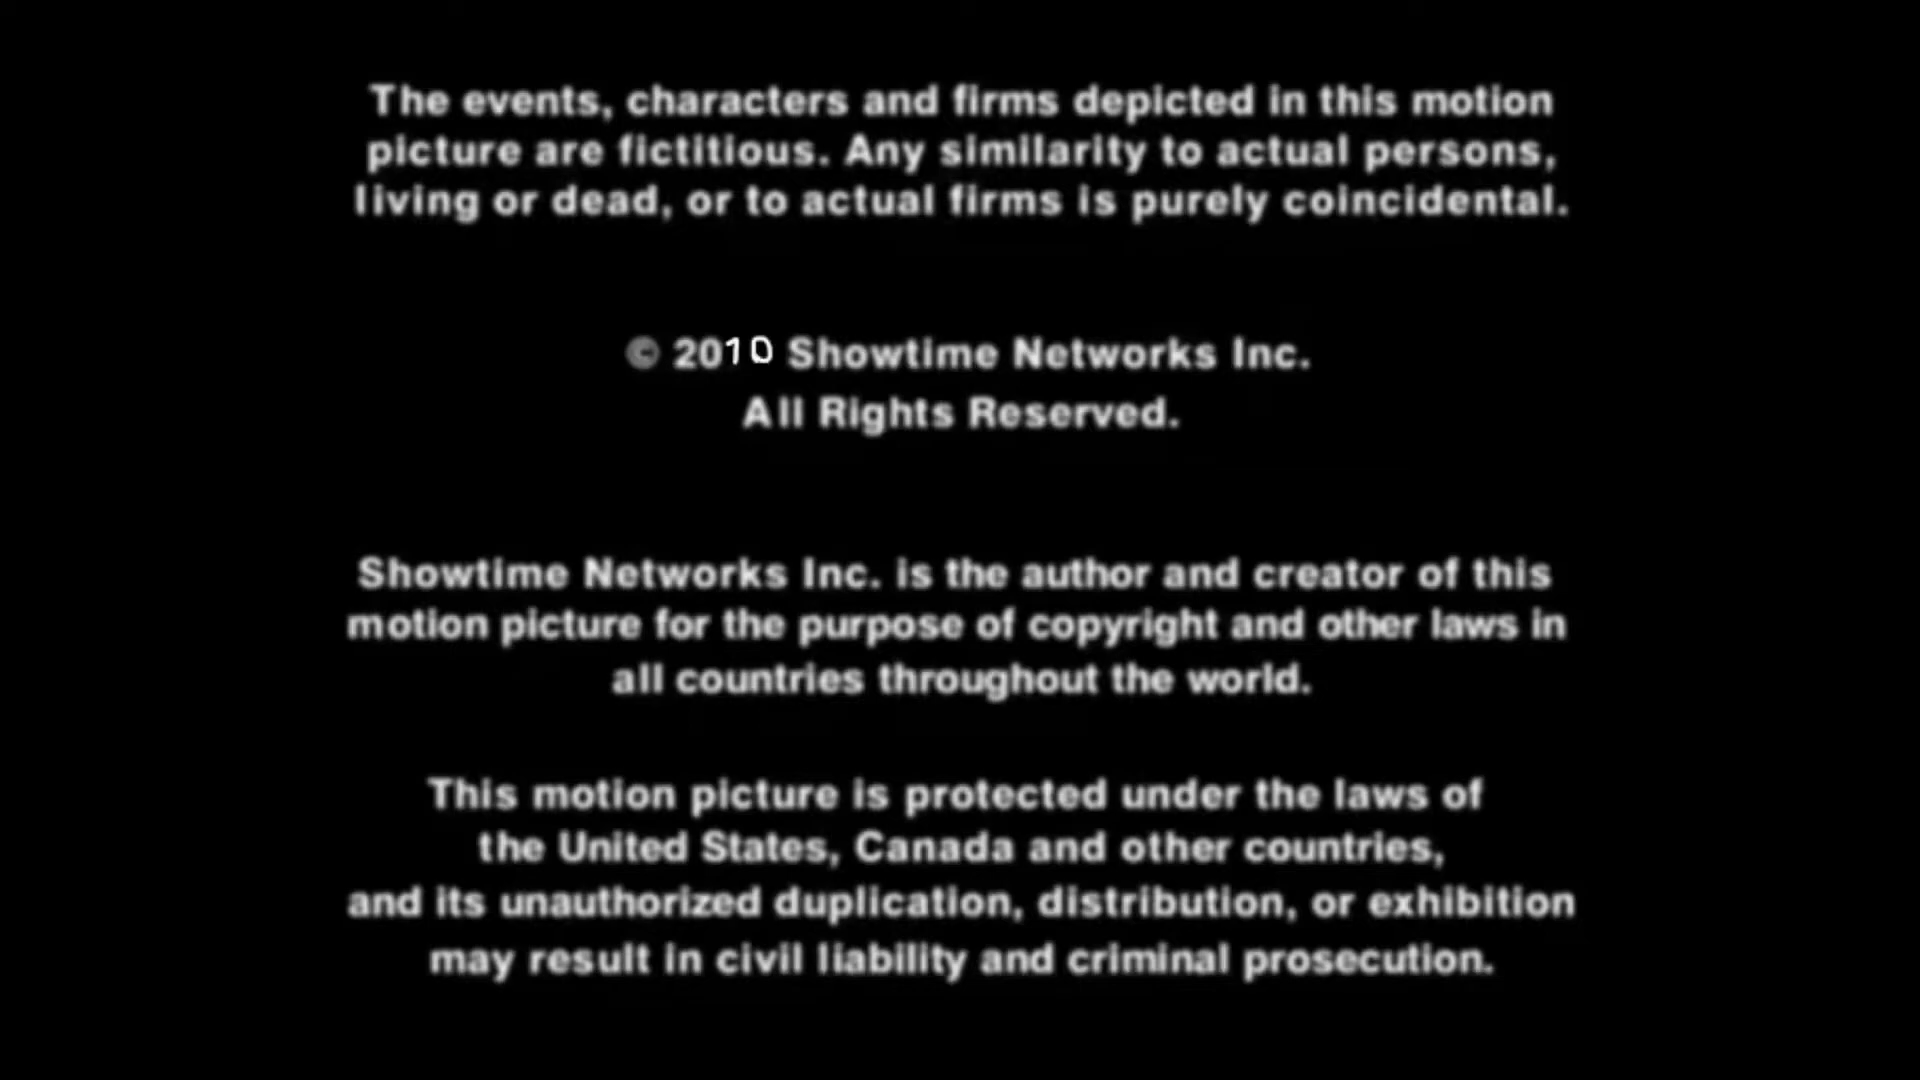 The events, characters and firms depicted in this motion
picture are fictitious. Any similarity to actual persons,
living or dead, or to actual firms is purely coincidental.
© 2010 Showtime Networks Inc.
All Rights Reserved.
Showtime Networks Inc. is the author and creator of this
motion picture for the purpose of copyright and other laws in
all countries throughout the world.
This motion picture is protected under the laws of
the United States, Canada and other countries,
and its unauthorized duplication, distribution, or exhibition
may result in civil liability and criminal prosecution.